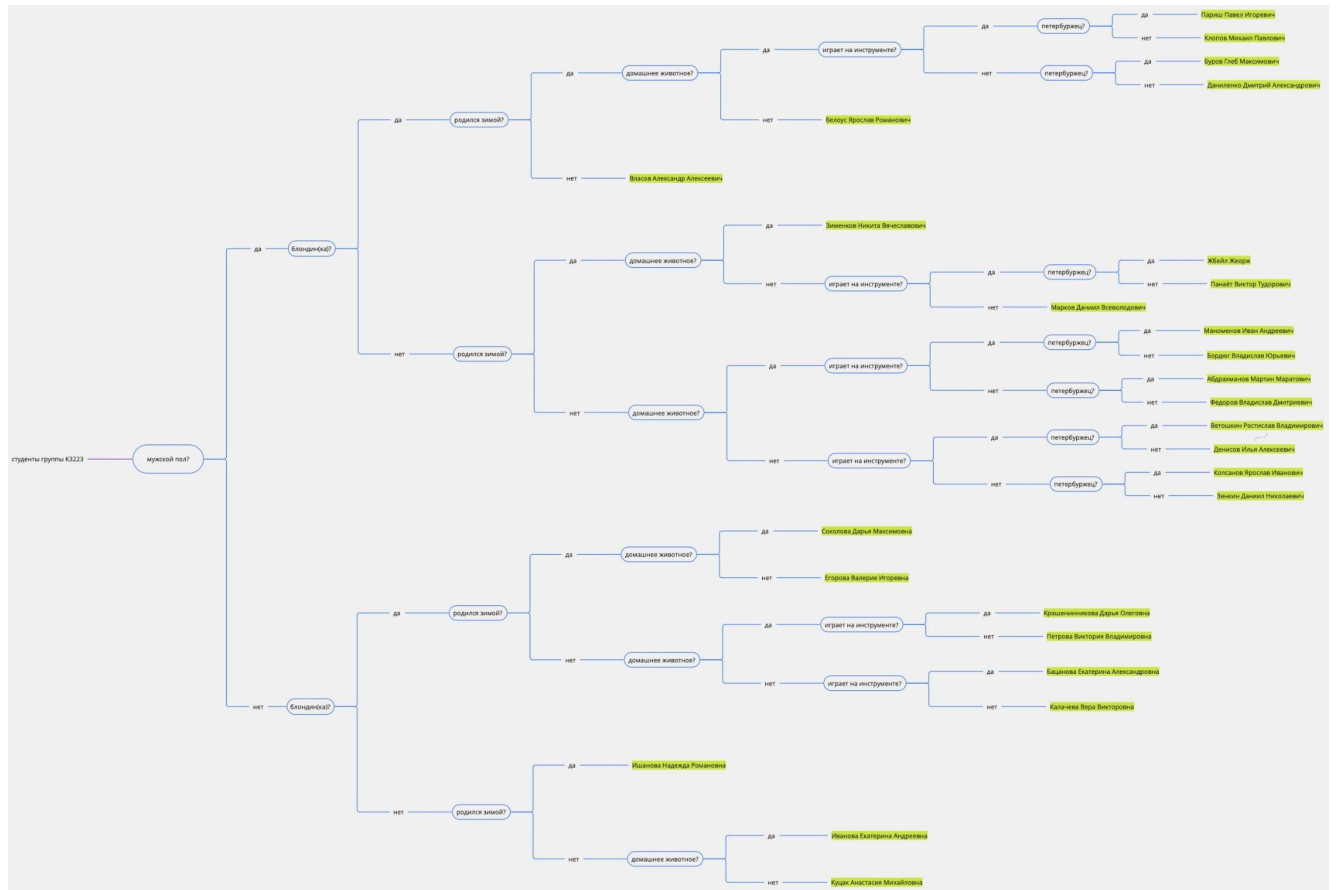 студенты группы К3223
мужской пол?
да
блондин(ка)?
да
родился зимой?
да
домашнее животное?
да
играет на инструменте?
да
петербуржец?
да
Париш Павел Игоревич
нет
Клопов Михаил Павлович
нет
петербуржец?
да
Буров Глеб Максимович
нет
Даниленко Дмитрий Александрович
нет
Белоус Ярослав Романович
нет
Власов Александр Алексеевич
нет
родился зимой?
да
домашнее животное?
да
Зименков Никита Вячеславович
нет
играет на инструменте?
да
петербуржец?
да
Жбейл Жеорж
нет
Панаёт Виктор Тудорович
нет
Марков Даниил Всеволодович
нет
домашнее животное?
да
играет на инструменте?
да
петербуржец?
да
Маноменов Иван Андреевич
нет
Бордюг Владислав Юрьевич
нет
петербуржец?
да
Абдрахманов Мартин Маратович
нет
Федоров Владислав Дмитриевич
нет
играет на инструменте?
да
петербуржец?
да
Ветошкин Ростислав Владимирович
нет
Денисов Илья Алексеевич
нет
петербуржец?
да
Колсанов Ярослав Иванович
нет
Зенкин Даниил Николаевич
нет
блондин(ка)?
да
родился зимой?
да
домашнее животное?
да
Соколова Дарья Максимовна
нет
Егорова Валерия Игоревна
нет
домашнее животное?
да
играет на инструменте?
да
Крашенинникова Дарья Олеговна
нет
Петрова Виктория Владимировна
нет
играет на инструменте?
да
Бацанова Екатерина Александровна
нет
Калачева Вера Викторовна
нет
родился зимой?
да
Ишанова Надежда Романовна
нет
домашнее животное?
да
Иванова Екатерина Андреевна
нет
Куцак Анастасия Михайловна